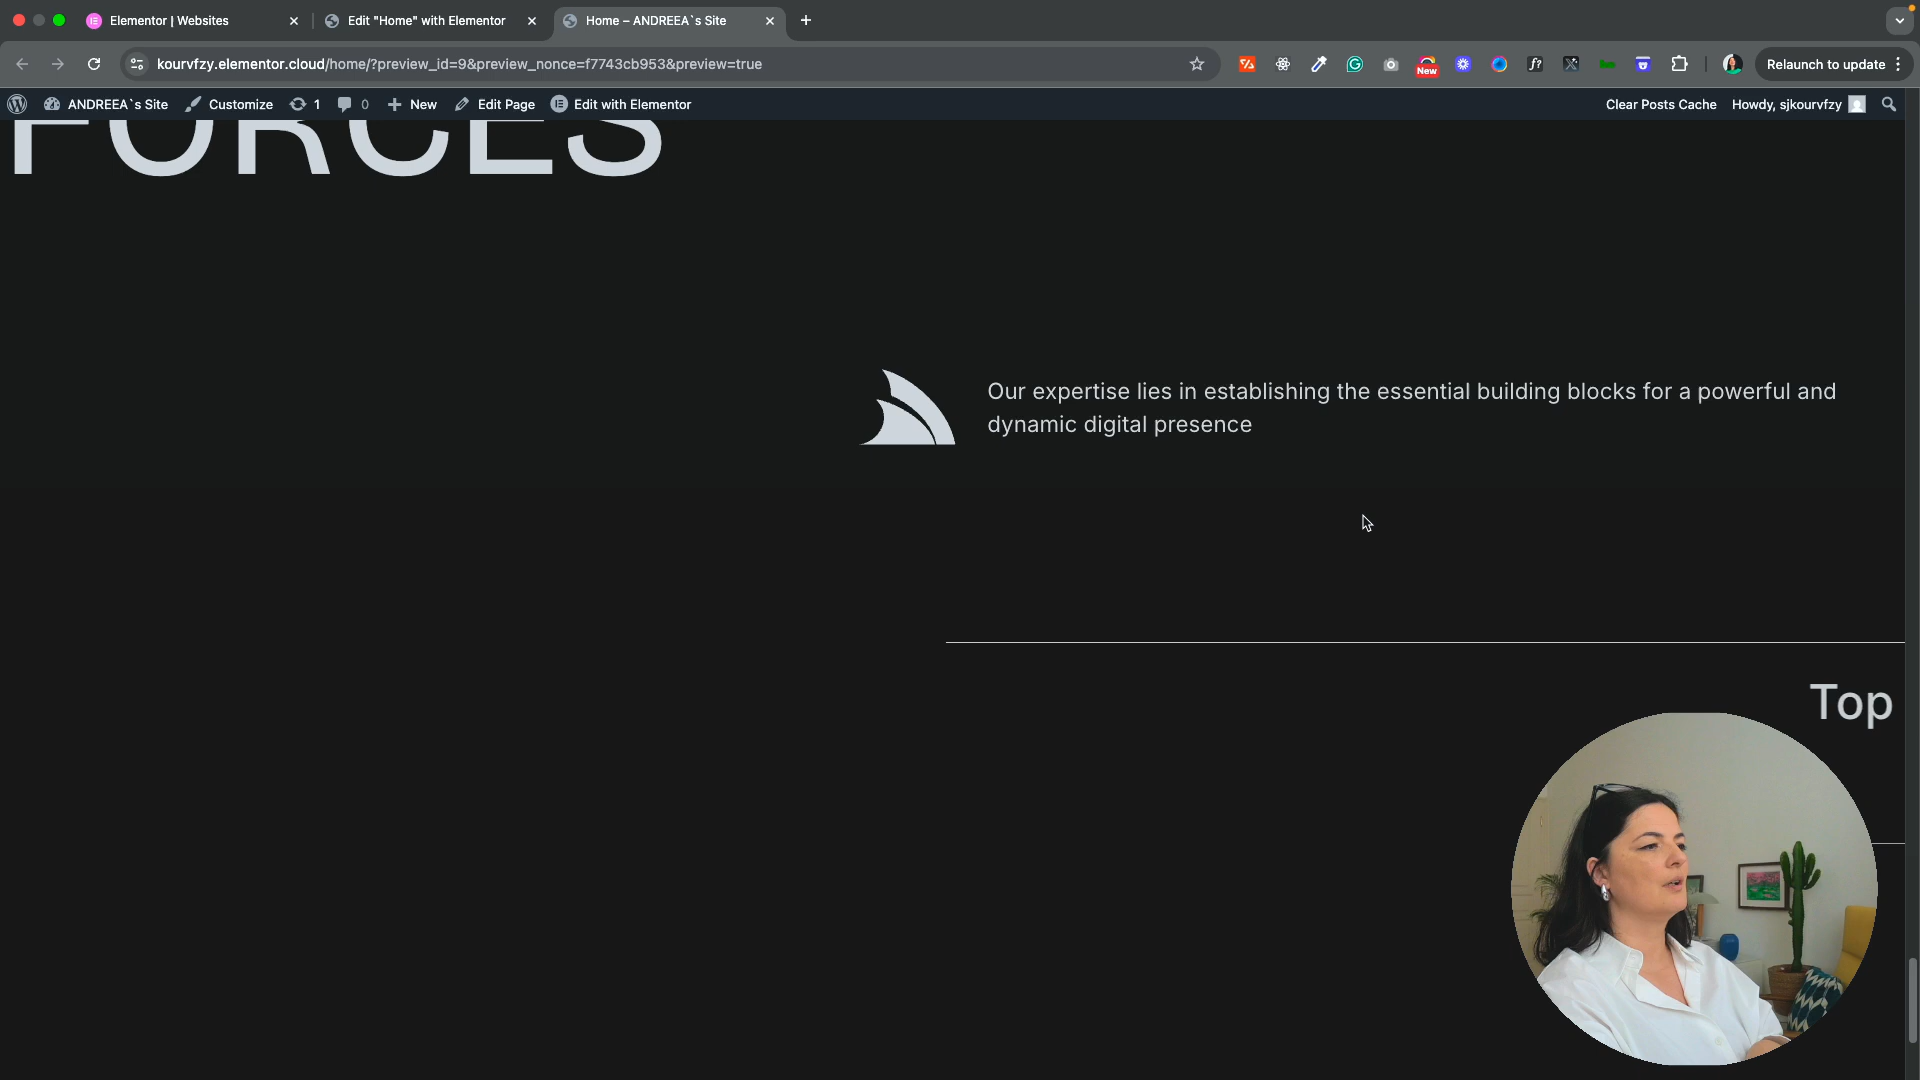 Elementor | Websites
Edit "Home" with Elementor
Home – ANDREEA`s Site
kourvfzy.elementor.cloud/home/?preview_id=9&preview_nonce=f7743cb953&preview=true
New
Relaunch to update
ANDREEA`s Site
Customize
1
0
New
Edit Page
Edit with Elementor
Clear Posts Cache
Howdy, sjkourvfzy
FORCES
Our expertise lies in establishing the essential building blocks for a powerful and
dynamic digital presence
Top